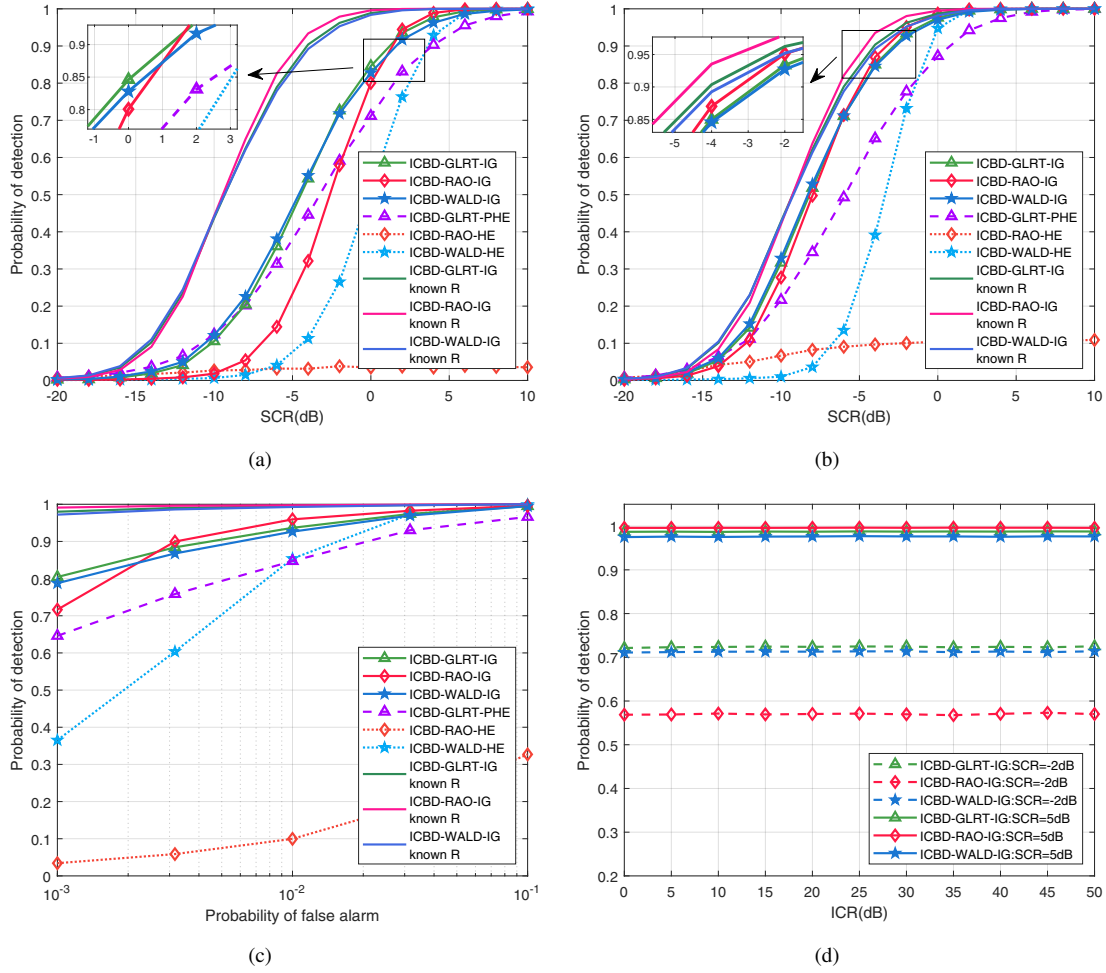 1
0.9
0.8
0.7
0.6
0.5
0.4
0.3
0.2
0.1
0
Probability of detection
0.9
0.85
0.8
-1 0 1 2 3
ICBD-GLRT-IG
ICBD-RAO-IG
ICBD-WALD-IG
ICBD-GLRT-PHE
ICBD-RAO-HE
ICBD-WALD-HE
ICBD-GLRT-IG
known R
ICBD-RAO-IG
known R
ICBD-WALD-IG
known R
-20 -15 -10 -5 0 5 10
SCR(dB)
(a)
1
0.9
0.8
0.7
0.6
0.5
0.4
0.3
0.2
0.1
0
Probability of detection
0.95
0.9
0.85
-5 -4 -3 -2
ICBD-GLRT-IG
ICBD-RAO-IG
ICBD-WALD-IG
ICBD-GLRT-PHE
ICBD-RAO-HE
ICBD-WALD-HE
ICBD-GLRT-IG
known R
ICBD-RAO-IG
known R
ICBD-WALD-IG
known R
-20 -15 -10 -5 0 5 10
SCR(dB)
(b)
1
0.9
0.8
0.7
0.6
0.5
0.4
0.3
0.2
0.1
0
Probability of detection
ICBD-GLRT-IG
ICBD-RAO-IG
ICBD-WALD-IG
ICBD-GLRT-PHE
ICBD-RAO-HE
ICBD-WALD-HE
ICBD-GLRT-IG
known R
ICBD-RAO-IG
known R
ICBD-WALD-IG
known R
10⁻³ 10⁻² 10⁻¹
Probability of false alarm
(c)
1
0.9
0.8
0.7
0.6
0.5
0.4
0.3
0.2
Probability of detection
ICBD-GLRT-IG:SCR=-2dB
ICBD-RAO-IG:SCR=-2dB
ICBD-WALD-IG:SCR=-2dB
ICBD-GLRT-IG:SCR=5dB
ICBD-RAO-IG:SCR=5dB
ICBD-WALD-IG:SCR=5dB
0 5 10 15 20 25 30 35 40 45 50
ICR(dB)
(d)